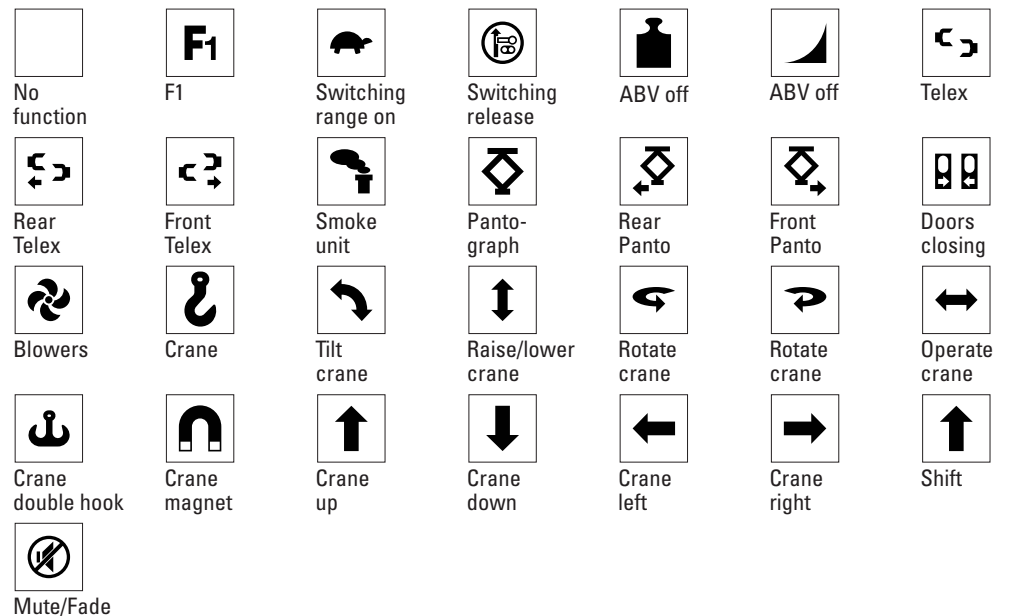 F1
No
function
F1
Switching
range on
Switching
release
ABV off
ABV off
Telex
Rear
Telex
Front
Telex
Smoke
unit
Panto-
graph
Rear
Panto
Front
Panto
Doors
closing
Blowers
Crane
Tilt
crane
Raise/lower
crane
Rotate
crane
Rotate
crane
Operate
crane
Crane
double hook
Crane
magnet
Crane
up
Crane
down
Crane
left
Crane
right
Shift
Mute/Fade